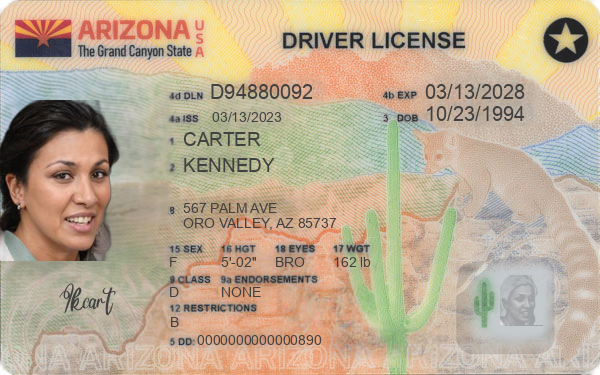 ARIZONA USA
The Grand Canyon State
DRIVER LICENSE
4d DLN D94880092
4b EXP 03/13/2028
4a ISS 03/13/2023
3 DOB 10/23/1994
1 CARTER
2 KENNEDY
8 567 PALM AVE
ORO VALLEY, AZ 85737
15 SEX 16 HGT 18 EYES 17 WGT
F 5'-02" BRO 162 lb
9 CLASS 9a ENDORSEMENTS
D NONE
12 RESTRICTIONS
B
5 DD: 0000000000000890
ARIZONA ARIZONA ARIZONA ARIZONA